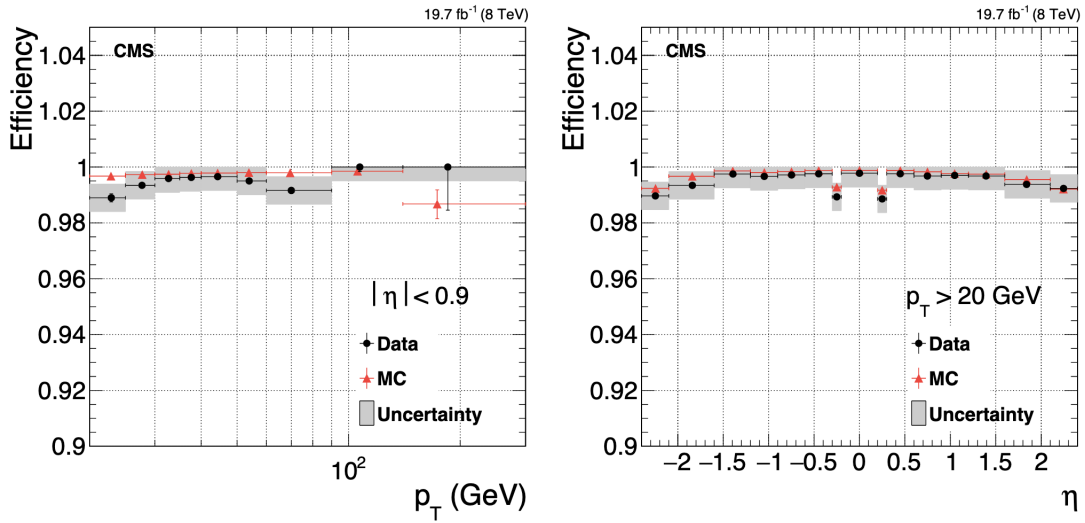 19.7 fb⁻¹ (8 TeV)
Efficiency
CMS
1.04
1.02
1
0.98
0.96
0.94
0.92
0.9
|η| < 0.9
Data
MC
Uncertainty
10²
p_T (GeV)
19.7 fb⁻¹ (8 TeV)
Efficiency
CMS
1.04
1.02
1
0.98
0.96
0.94
0.92
0.9
p_T > 20 GeV
Data
MC
Uncertainty
−2 −1.5 −1 −0.5 0 0.5 1 1.5 2
η